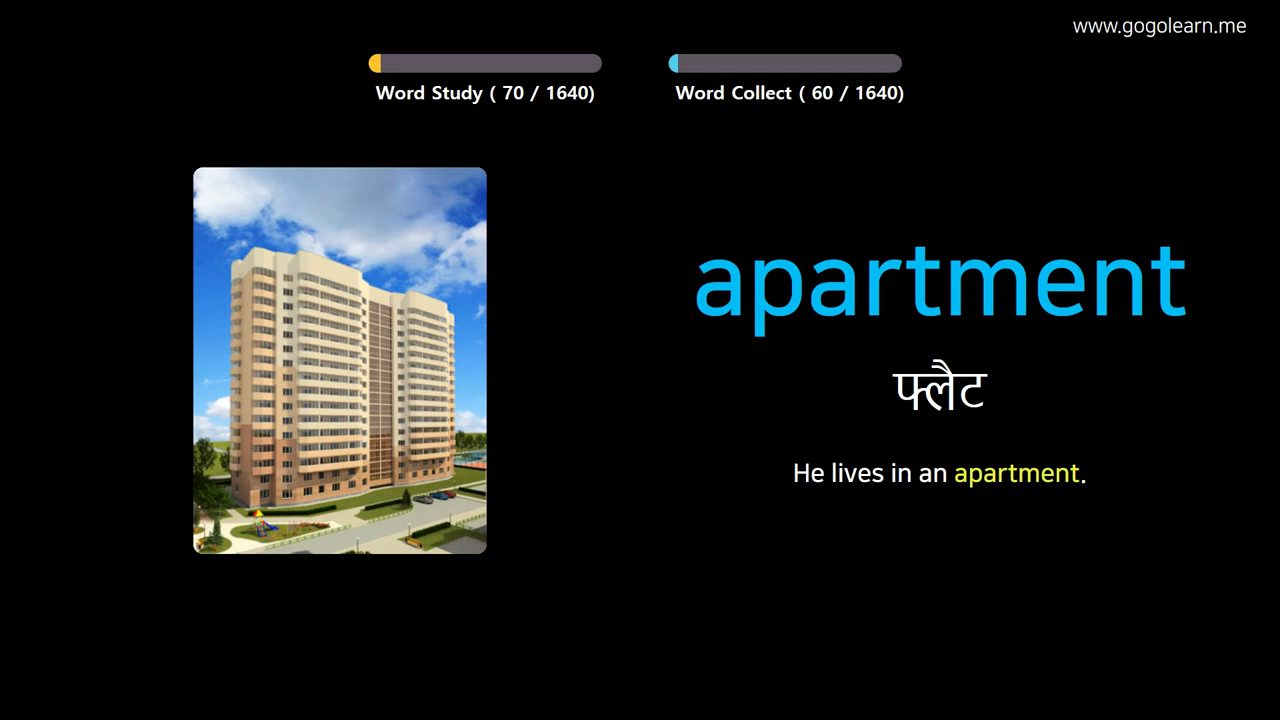 www.gogolearn.me
Word Study ( 70 / 1640)
Word Collect ( 60 / 1640)
apartment
फ्लैट
He lives in an apartment.